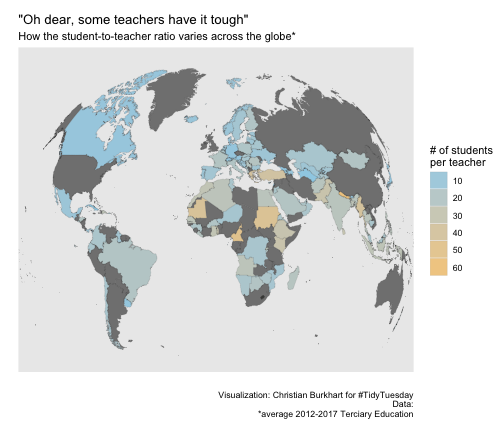 "Oh dear, some teachers have it tough"
How the student-to-teacher ratio varies across the globe*
# of students
per teacher
10
20
30
40
50
60
Visualization: Christian Burkhart for #TidyTuesday
Data:
*average 2012-2017 Terciary Education